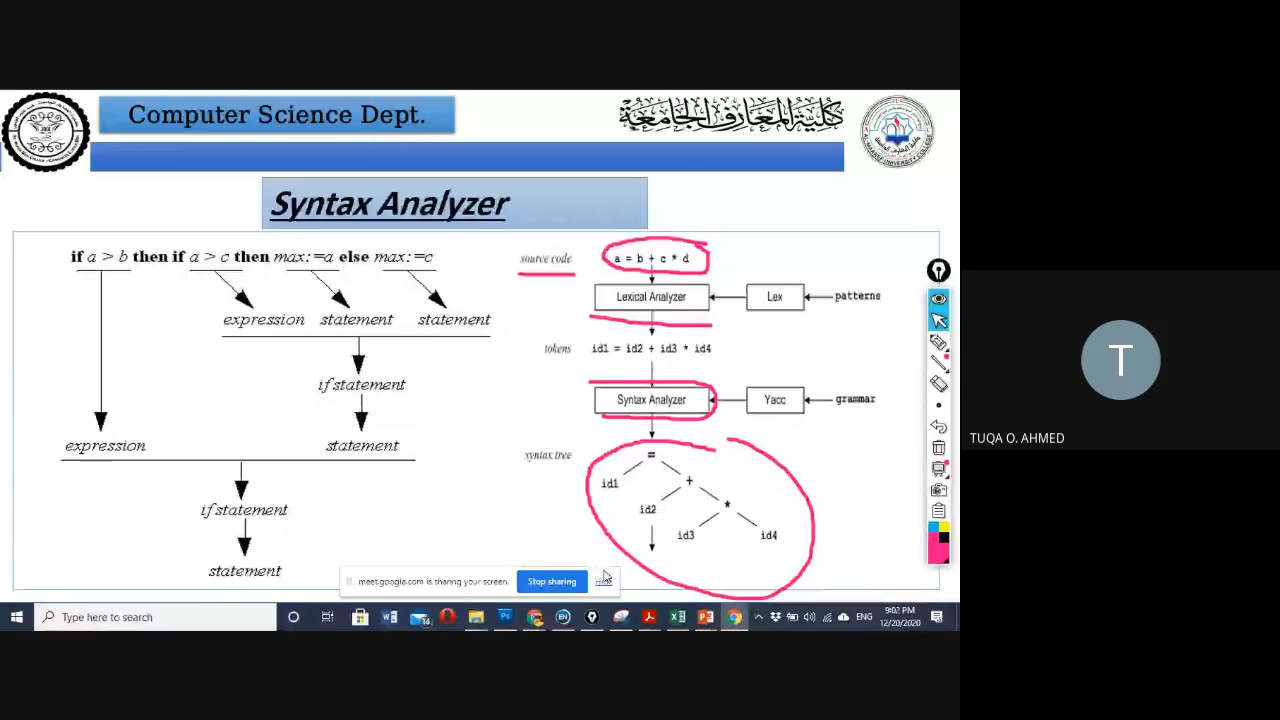 Computer Science Dept.
كلية المعارف الجامعة
Syntax Analyzer
if a > b then if a > c then max:=a else max:=c
expression statement statement
if statement
expression statement
if statement
statement
source code
a = b + c * d
Lexical Analyzer Lex patterns
tokens id1 = id2 + id3 * id4
Syntax Analyzer Yacc grammar
syntax tree =
id1 +
id2 *
id3 id4
meet.google.com is sharing your screen. Stop sharing Hide
TUQA O. AHMED
T
Type here to search
14
ENG
9:02 PM
12/20/2020